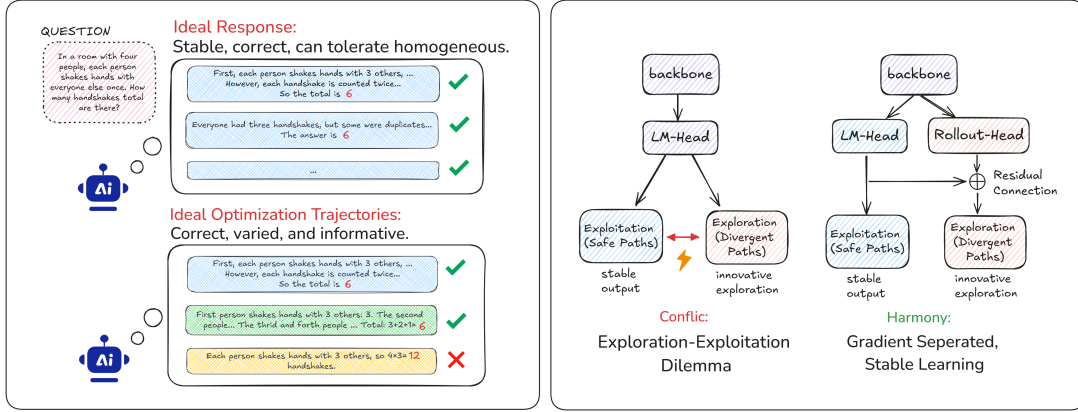 QUESTION
In a room with four
people, each person
shakes hands with
everyone else once. How
many handshakes total
are there?
Ai
Ideal Response:
Stable, correct, can tolerate homogeneous.
First, each person shakes hands with 3 others, ...
However, each handshake is counted twice...
So the total is 6
Everyone had three handshakes, but some were duplicates...
The answer is 6
...
Ideal Optimization Trajectories:
Correct, varied, and informative.
Ai
First, each person shakes hands with 3 others, ...
However, each handshake is counted twice...
So the total is 6
First person shakes hands with 3 others: 3. The second
people... The thrid and forth people ... Total: 3+2+1= 6
Each person shakes hands with 3 others, so 4×3= 12
handshakes.
backbone
LM-Head
Exploitation
(Safe Paths)
stable
output
Exploration
(Divergent
Paths)
innovative
exploration
Conflic:
Exploration-Exploitation
Dilemma
backbone
LM-Head
Rollout-Head
Residual
Connection
Exploitation
(Safe Paths)
stable
output
Exploration
(Divergent
Paths)
innovative
exploration
Harmony:
Gradient Seperated,
Stable Learning